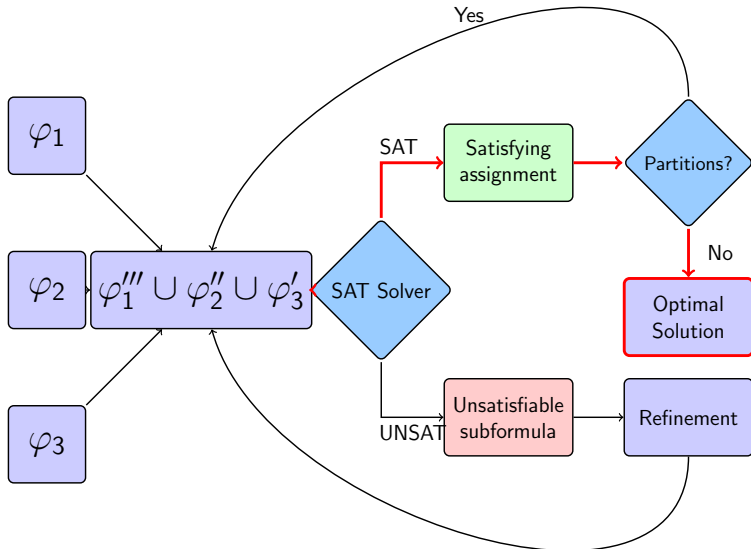 Yes
φ₁
SAT
Satisfying
assignment
Partitions?
No
φ₂
φ₁''' ∪ φ₂'' ∪ φ₃'
SAT Solver
Optimal
Solution
φ₃
UNSAT
Unsatisfiable
subformula
Refinement